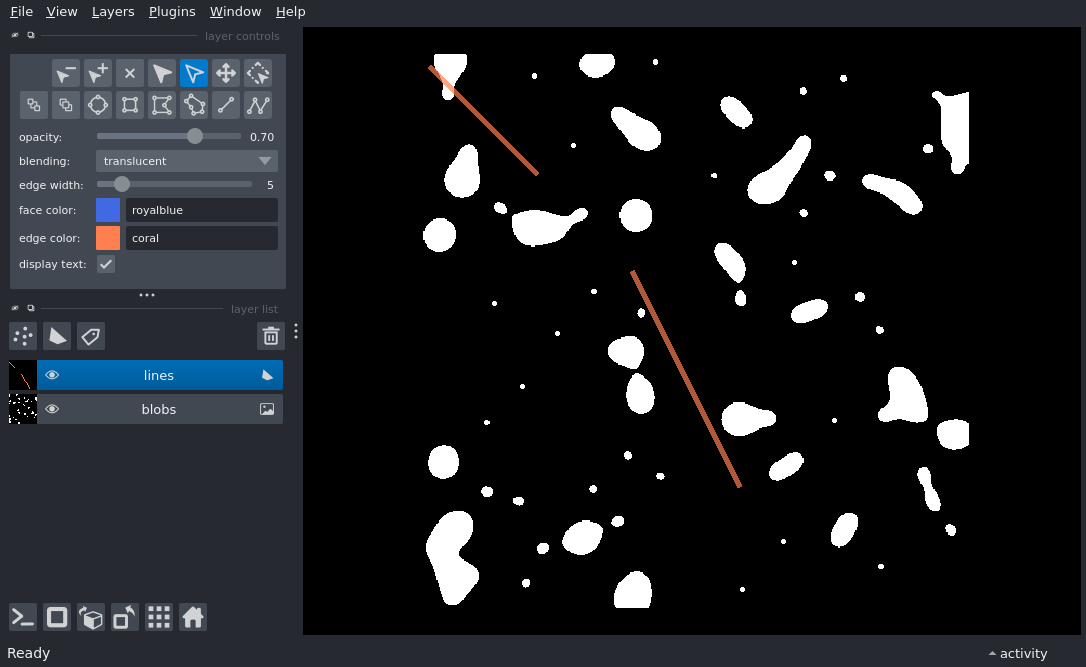 File View Layers Plugins Window Help
layer controls
opacity: 0.70
blending: translucent
edge width: 5
face color: royalblue
edge color: coral
display text:
layer list
lines
blobs
Ready
activity